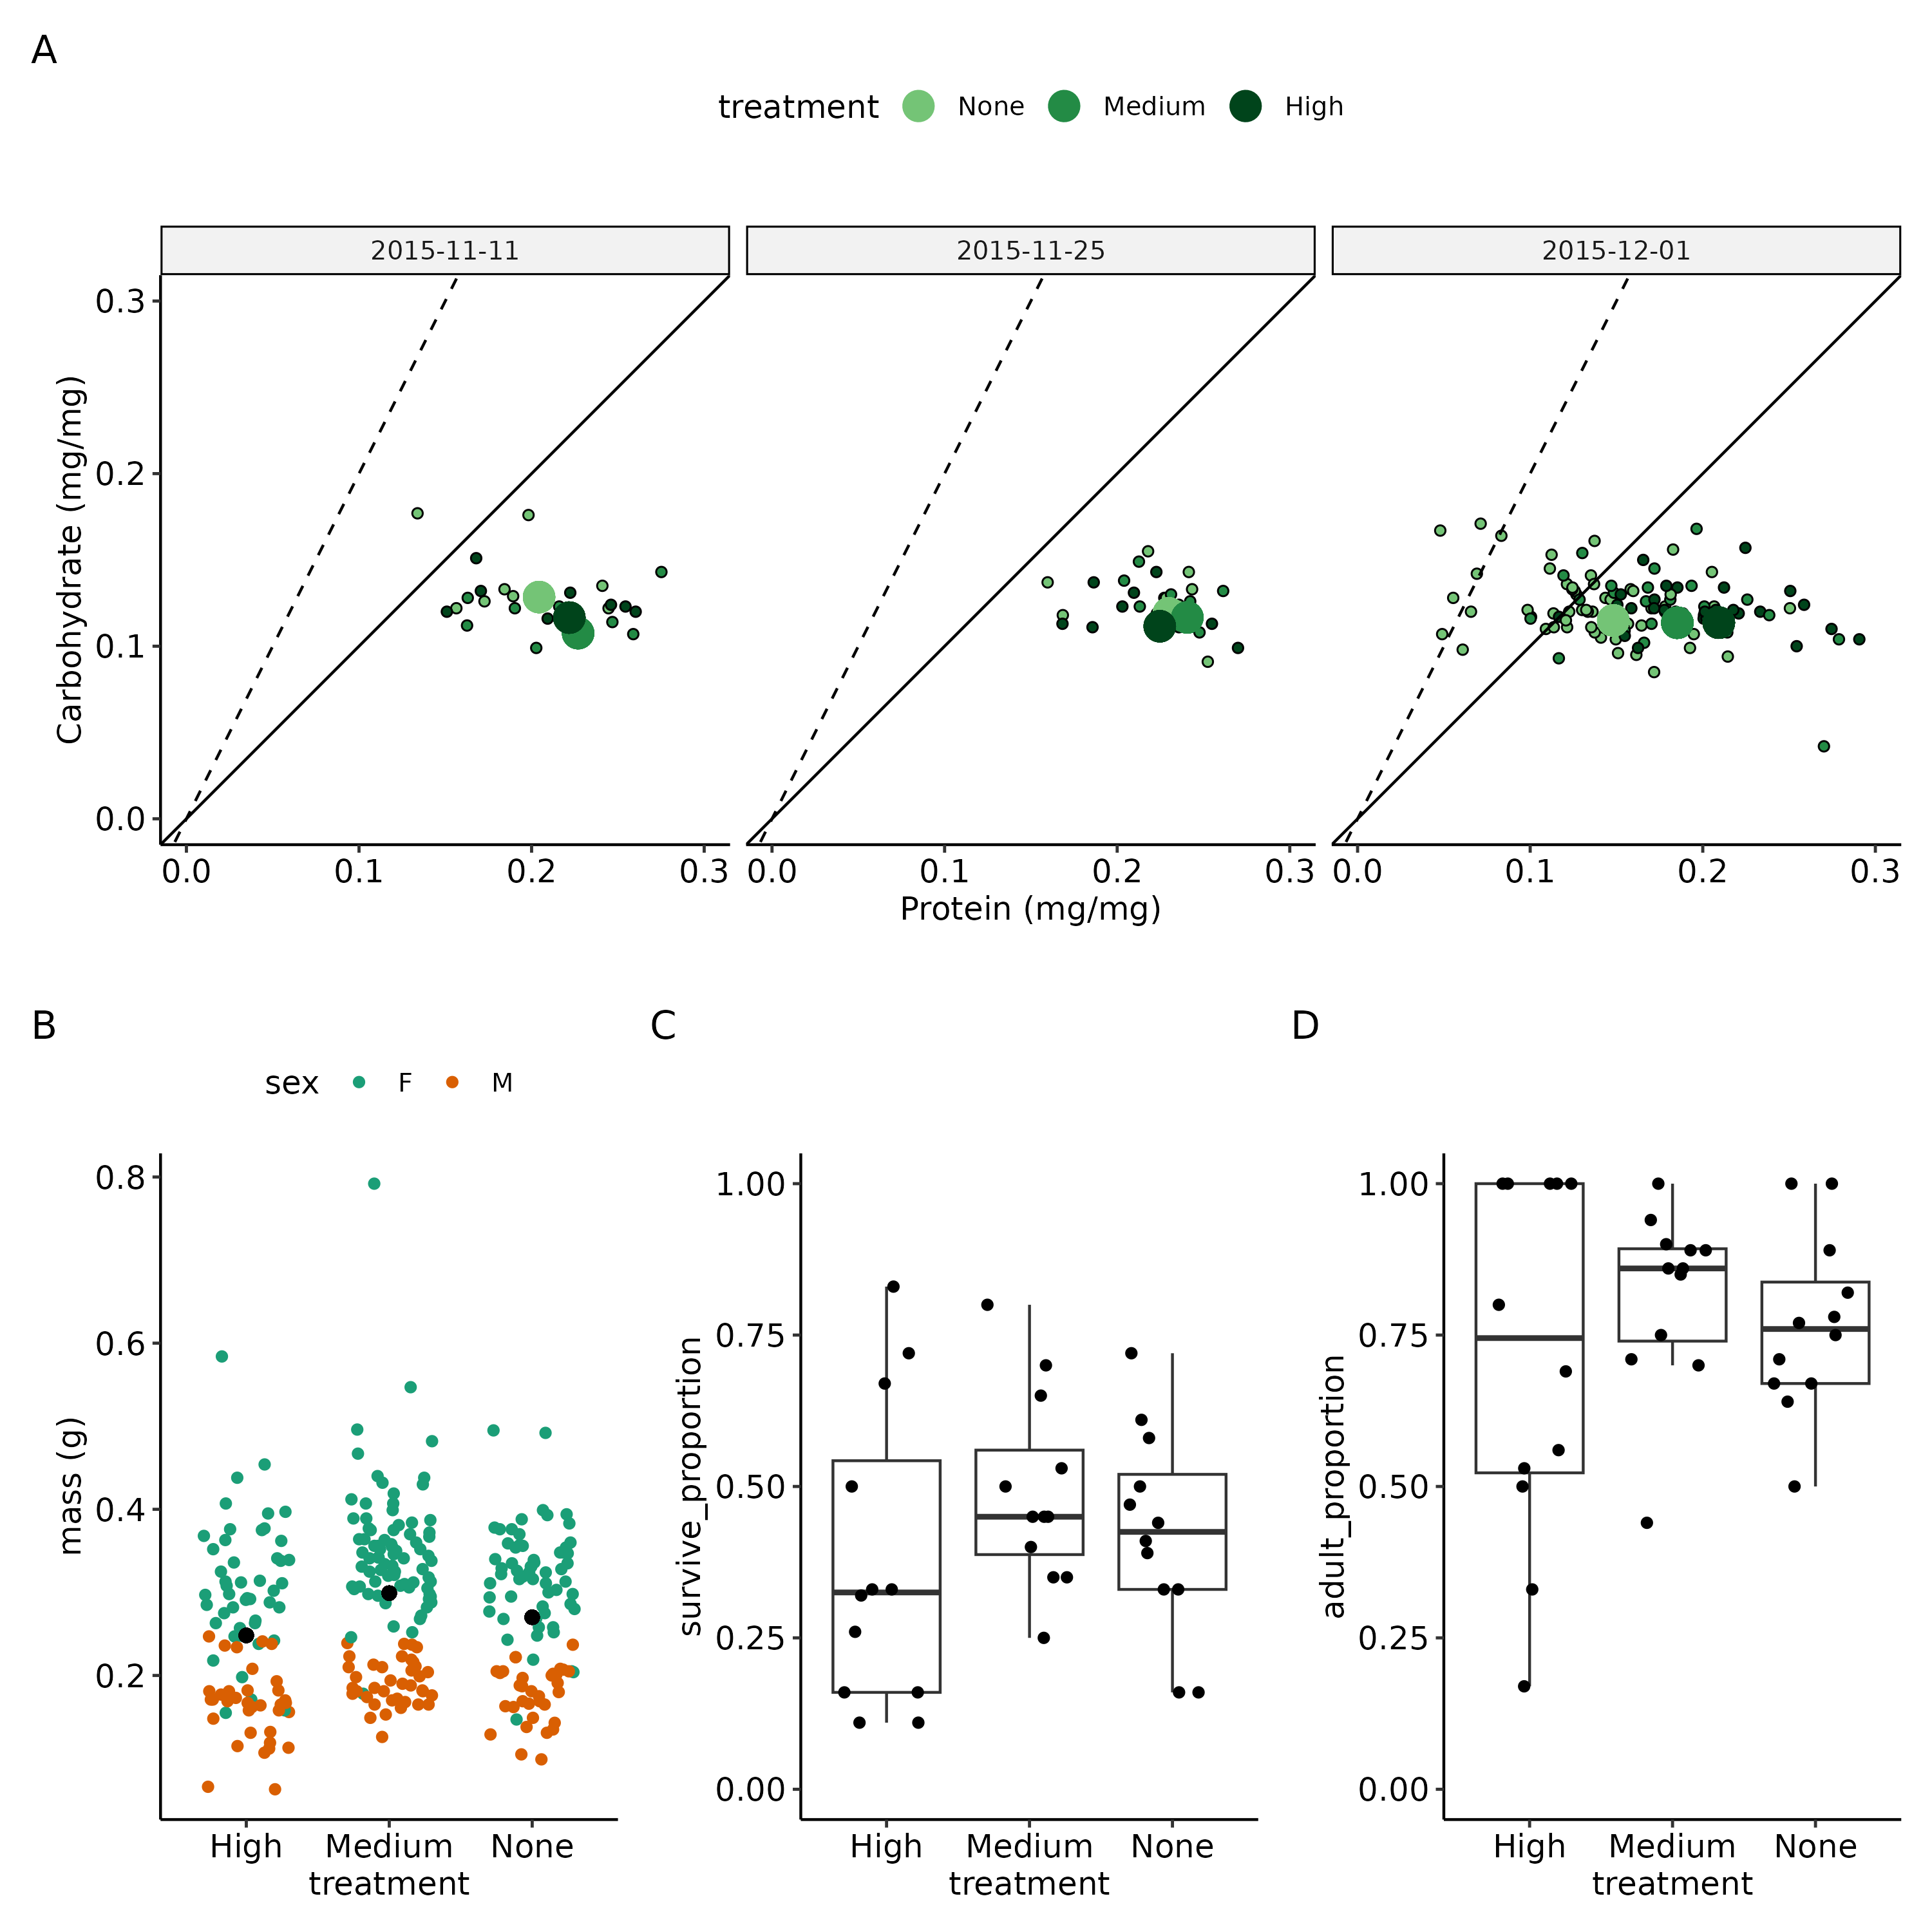 A
treatment None Medium High
2015-11-11 2015-11-25 2015-12-01
Carbohydrate (mg/mg)
0.3
0.2
0.1
0.0
0.0 0.1 0.2 0.3 0.0 0.1 0.2 0.3 0.0 0.1 0.2 0.3
Protein (mg/mg)
B
sex F M
mass (g)
0.8
0.6
0.4
0.2
High Medium None
treatment
C
survive_proportion
1.00
0.75
0.50
0.25
0.00
High Medium None
treatment
D
adult_proportion
1.00
0.75
0.50
0.25
0.00
High Medium None
treatment